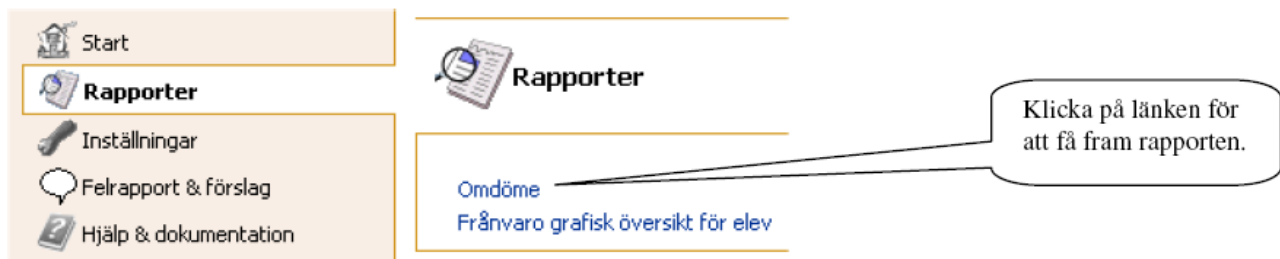 Start
Rapporter
Inställningar
Felrapport & förslag
Hjälp & dokumentation
Rapporter
Omdöme
Frånvaro grafisk översikt för elev
Klicka på länken för
att få fram rapporten.